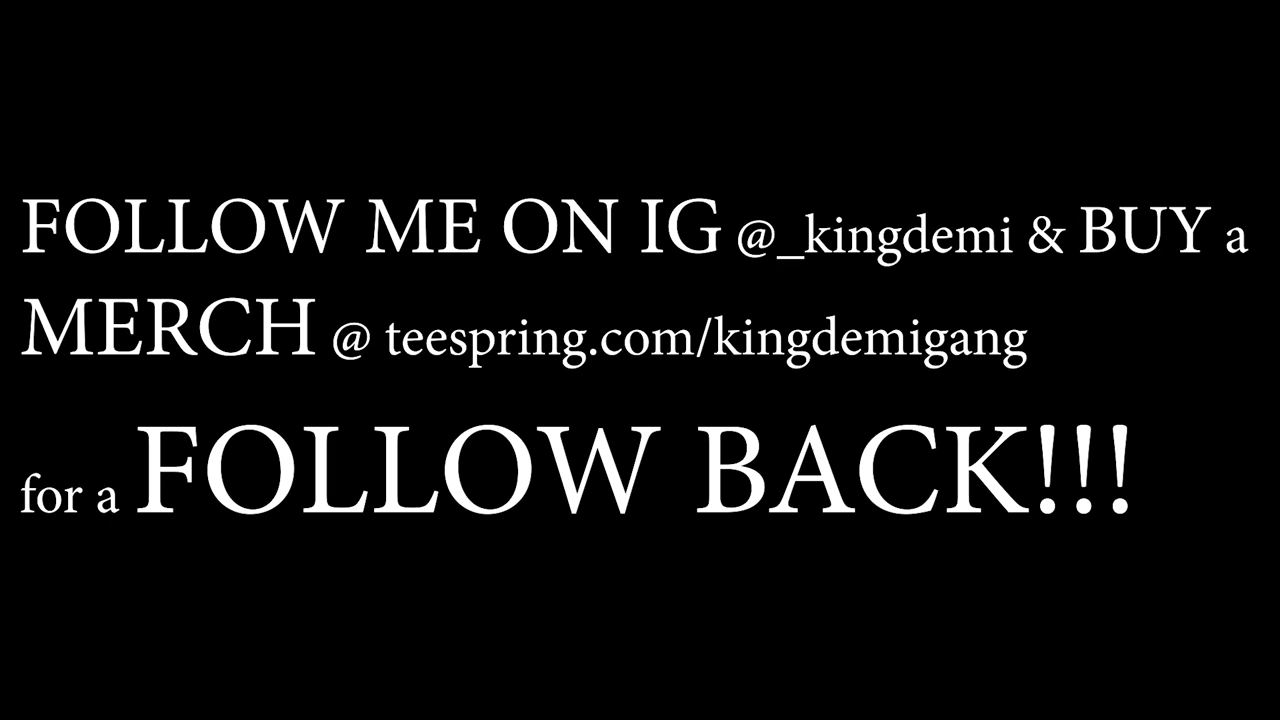 FOLLOW ME ON IG @_kingdemi & BUY a
MERCH @ teespring.com/kingdemigang
for a FOLLOW BACK!!!